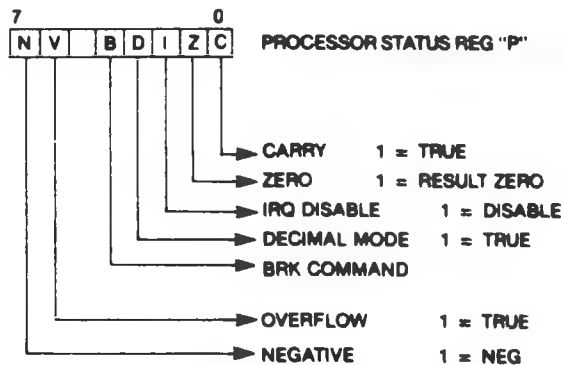 7 0
N V B D I Z C PROCESSOR STATUS REG "P"
CARRY 1 = TRUE
ZERO 1 = RESULT ZERO
IRQ DISABLE 1 = DISABLE
DECIMAL MODE 1 = TRUE
BRK COMMAND
OVERFLOW 1 = TRUE
NEGATIVE 1 = NEG